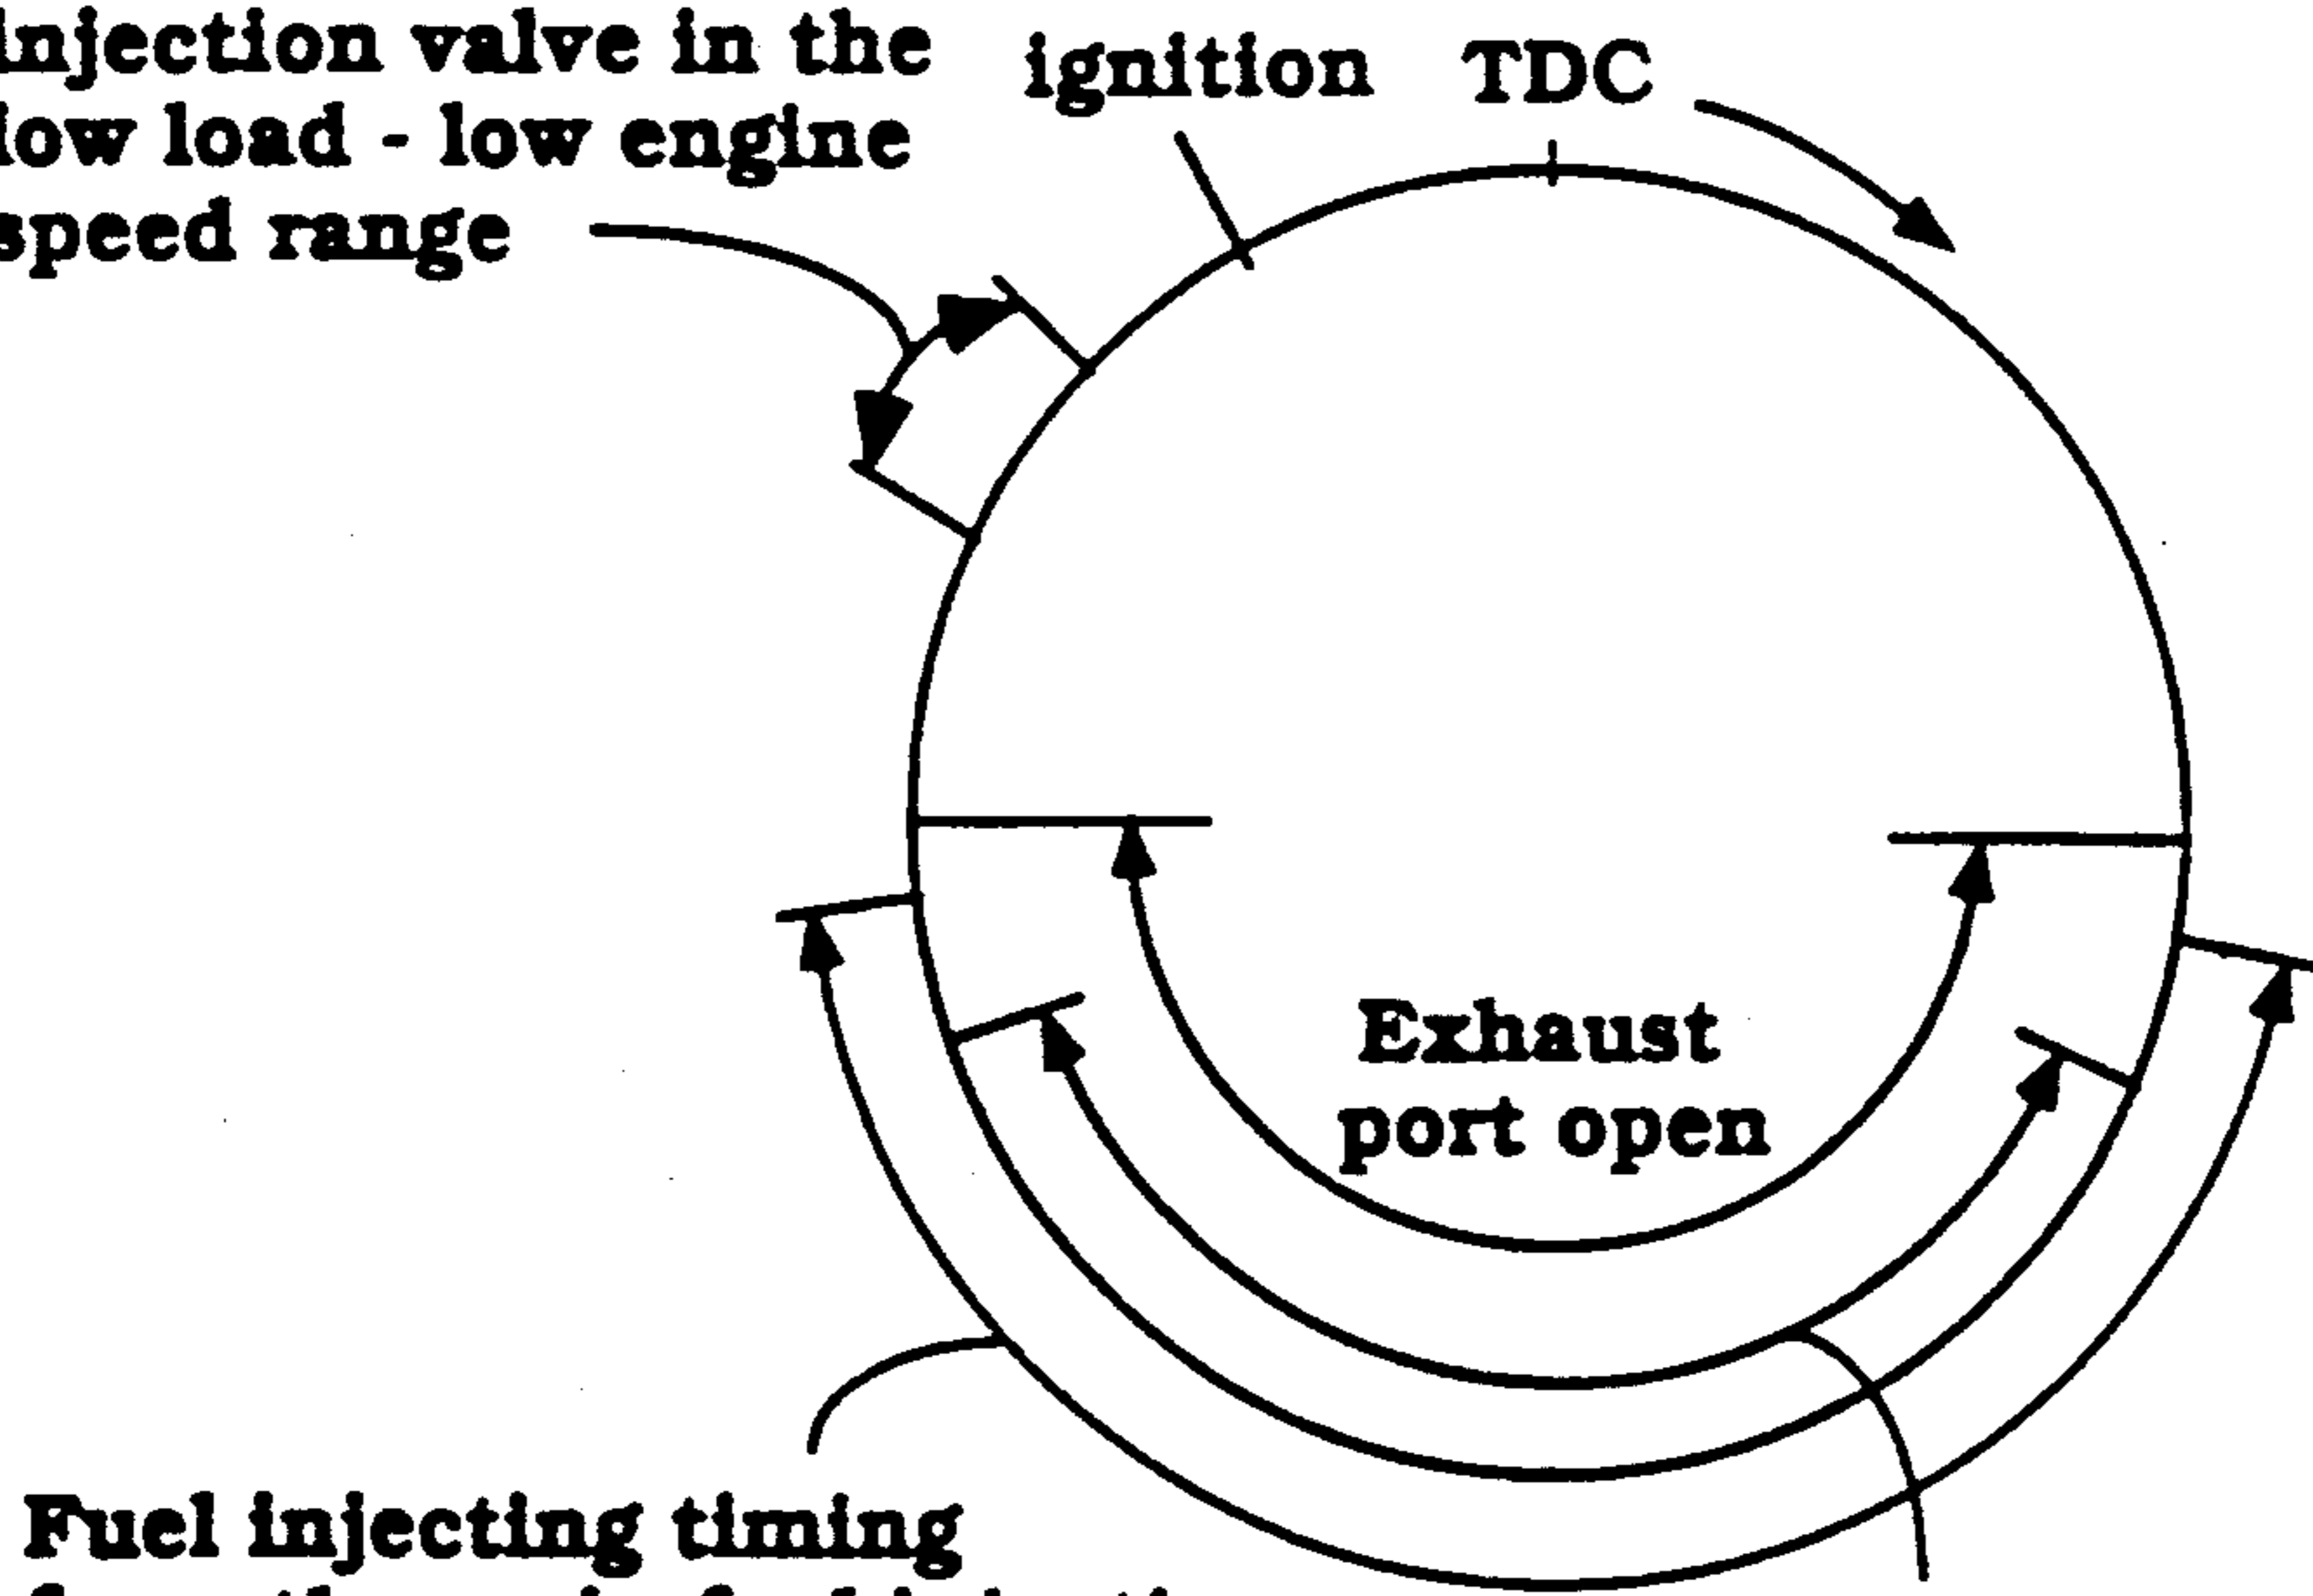 injection valve in the
low load - low engine
speed range
ignition TDC
Exhaust
port open
Fuel injecting timing